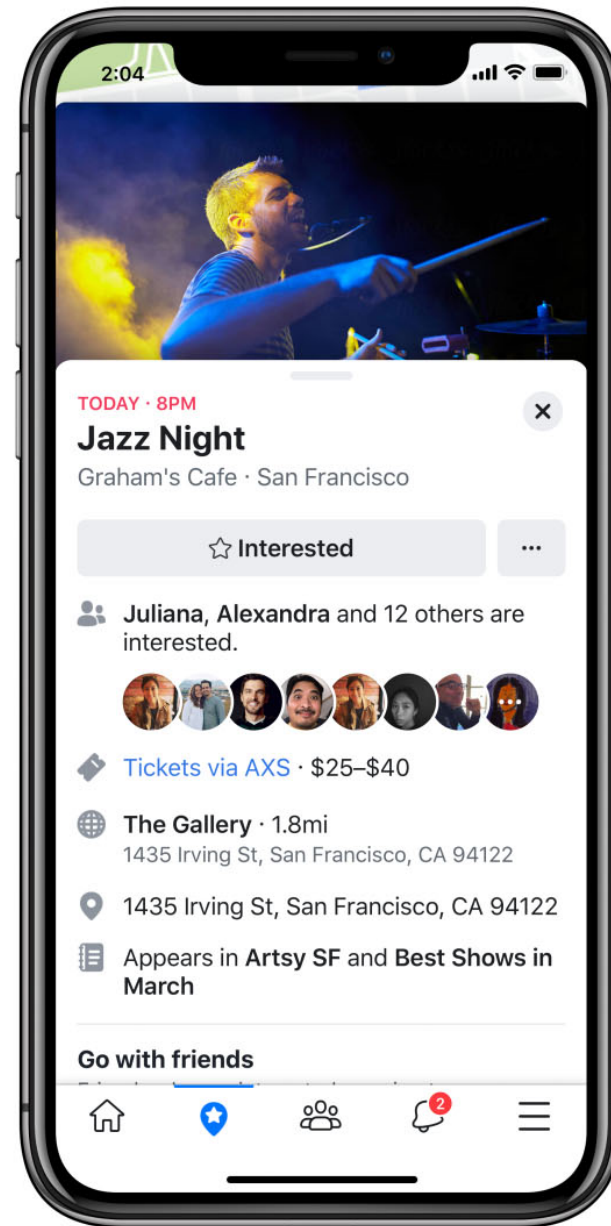 2:04
TODAY · 8PM
Jazz Night
Graham's Cafe · San Francisco
Interested
Juliana, Alexandra and 12 others are
interested.
Tickets via AXS · $25–$40
The Gallery · 1.8mi
1435 Irving St, San Francisco, CA 94122
1435 Irving St, San Francisco, CA 94122
Appears in Artsy SF and Best Shows in
March
Go with friends
2